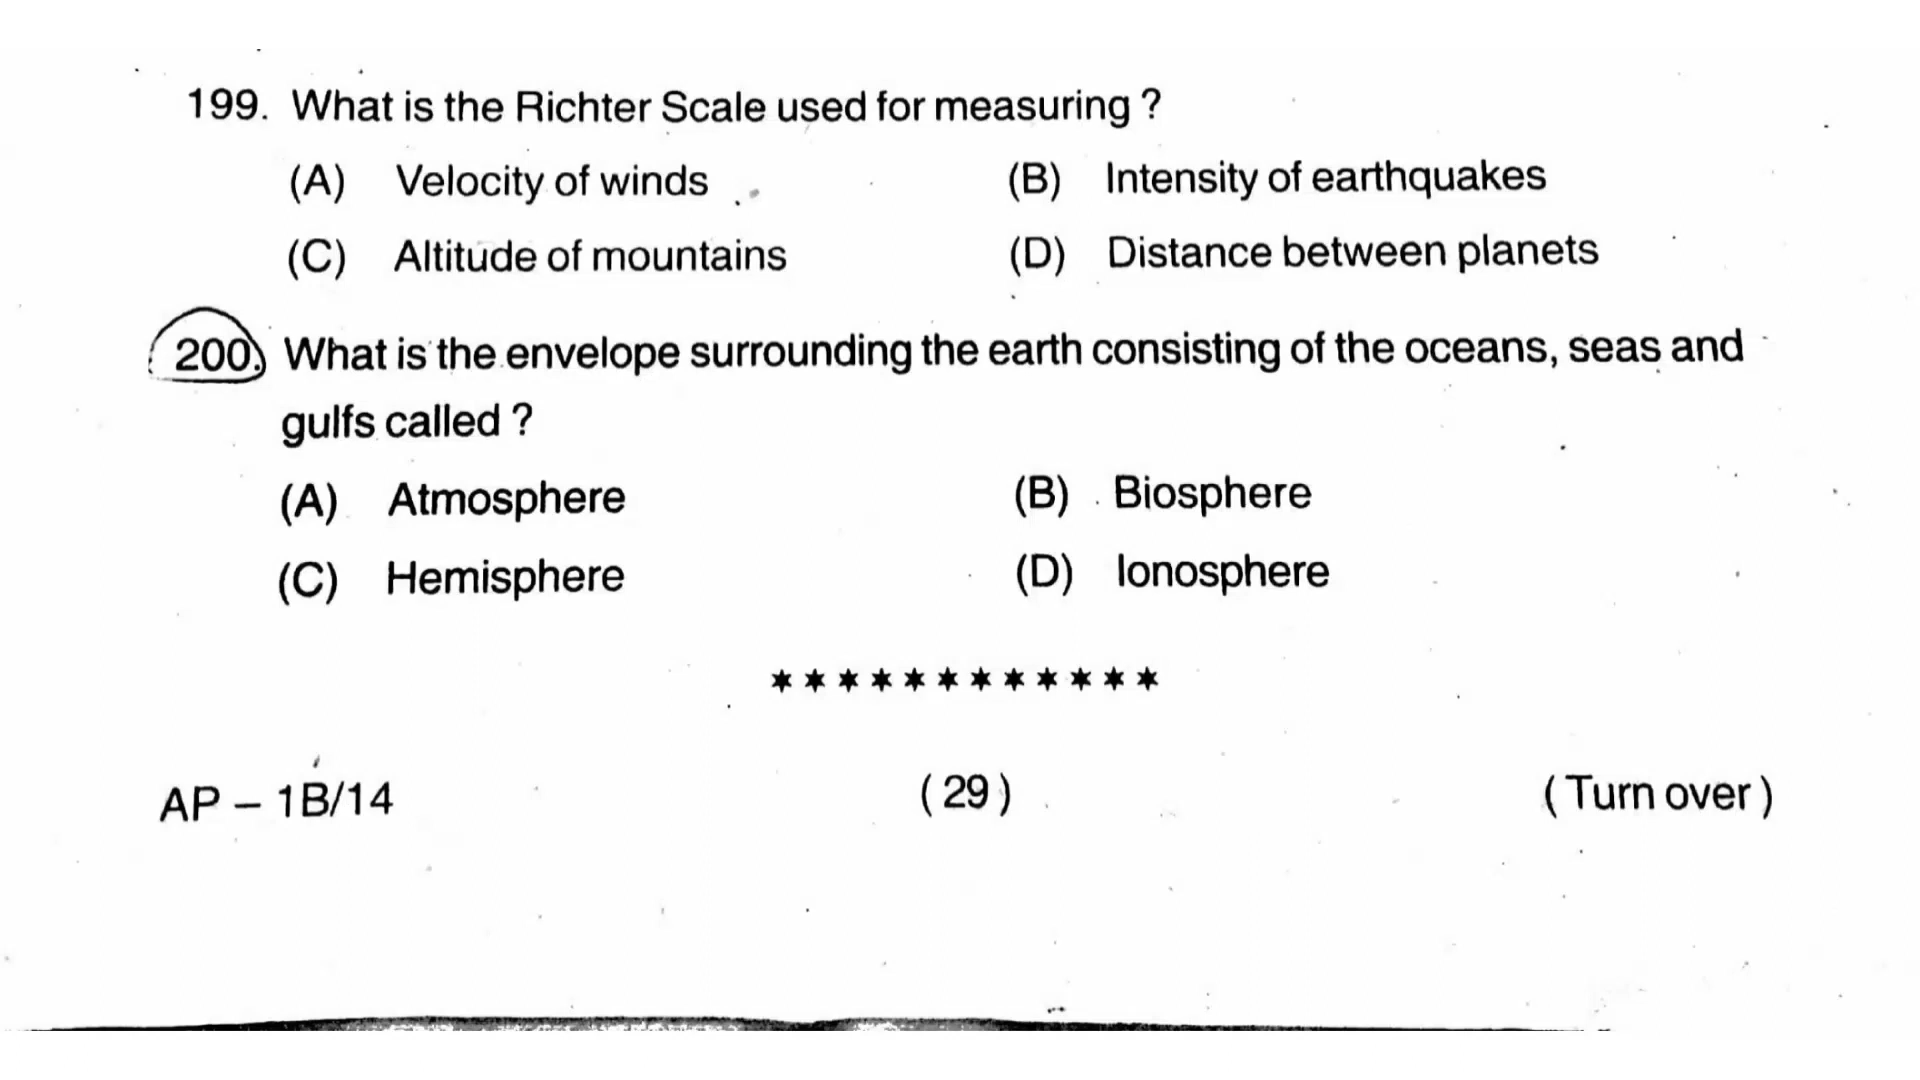 199. What is the Richter Scale used for measuring ?
(A) Velocity of winds (B) Intensity of earthquakes
(C) Altitude of mountains (D) Distance between planets
200. What is the envelope surrounding the earth consisting of the oceans, seas and
gulfs called ?
(A) Atmosphere (B) Biosphere
(C) Hemisphere (D) Ionosphere
* * * * * * * * * * * *
AP – 1B/14 ( 29 ) ( Turn over )